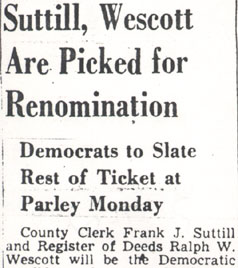 Suttill, Wescott
Are Picked for
Renomination
Democrats to Slate
Rest of Ticket at
Parley Monday
County Clerk Frank J. Suttill
and Register of Deeds Ralph W.
Wescott will be the Democratic